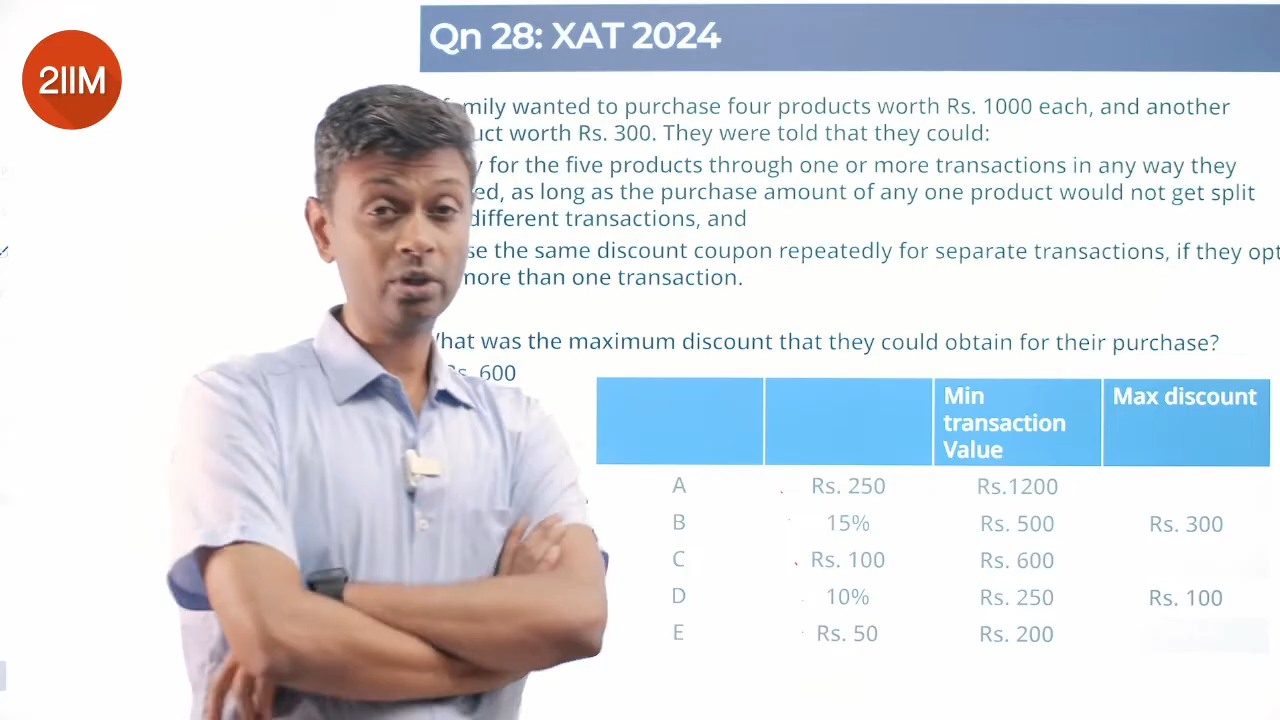 2IIM
Qn 28: XAT 2024
wanted to purchase four products worth Rs. 1000 each, and another
worth Rs. 300. They were told that they could:
for the five products through one or more transactions in any way they
as long as the purchase amount of any one product would not get split
different transactions, and
the same discount coupon repeatedly for separate transactions, if they opt
more than one transaction.
was the maximum discount that they could obtain for their purchase?
600
Min transaction Value
Max discount
A Rs. 250 Rs.1200
B 15% Rs. 500 Rs. 300
C Rs. 100 Rs. 600
D 10% Rs. 250 Rs. 100
E Rs. 50 Rs. 200